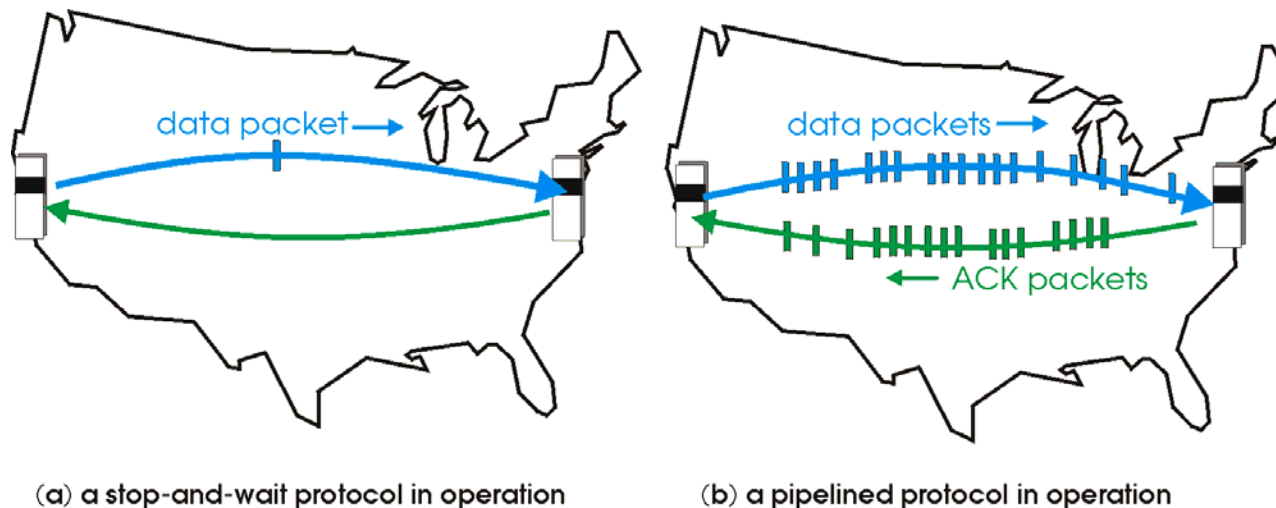 data packet
data packets
ACK packets
(a) a stop-and-wait protocol in operation
(b) a pipelined protocol in operation